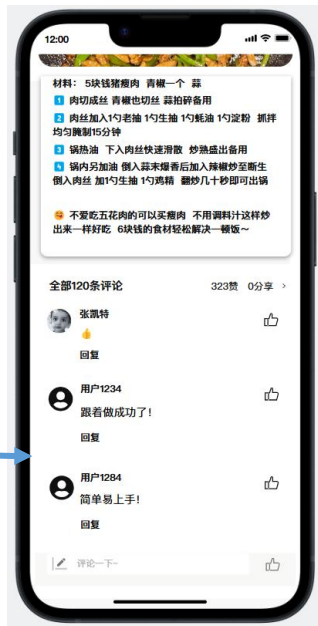 12:00
材料： 5块钱猪瘦肉 青椒一个 蒜
1 肉切成丝 青椒也切丝 蒜拍碎备用
2 肉丝加入1勺老抽 1勺生抽 1勺蚝油 1勺淀粉 抓拌
均匀腌制15分钟
3 锅热油 下入肉丝快速滑散 炒熟盛出备用
4 锅内另加油 倒入蒜末爆香后加入辣椒炒至断生
倒入肉丝 加1勺生抽 1勺鸡精 翻炒几十秒即可出锅
😋 不爱吃五花肉的可以买瘦肉 不用调料汁这样炒
出来一样好吃 6块钱的食材轻松解决一顿饭～
全部120条评论 323赞 0分享 >
张凯特
👍
回复
用户1234
跟着做成功了！
回复
用户1284
简单易上手！
回复
评论一下~